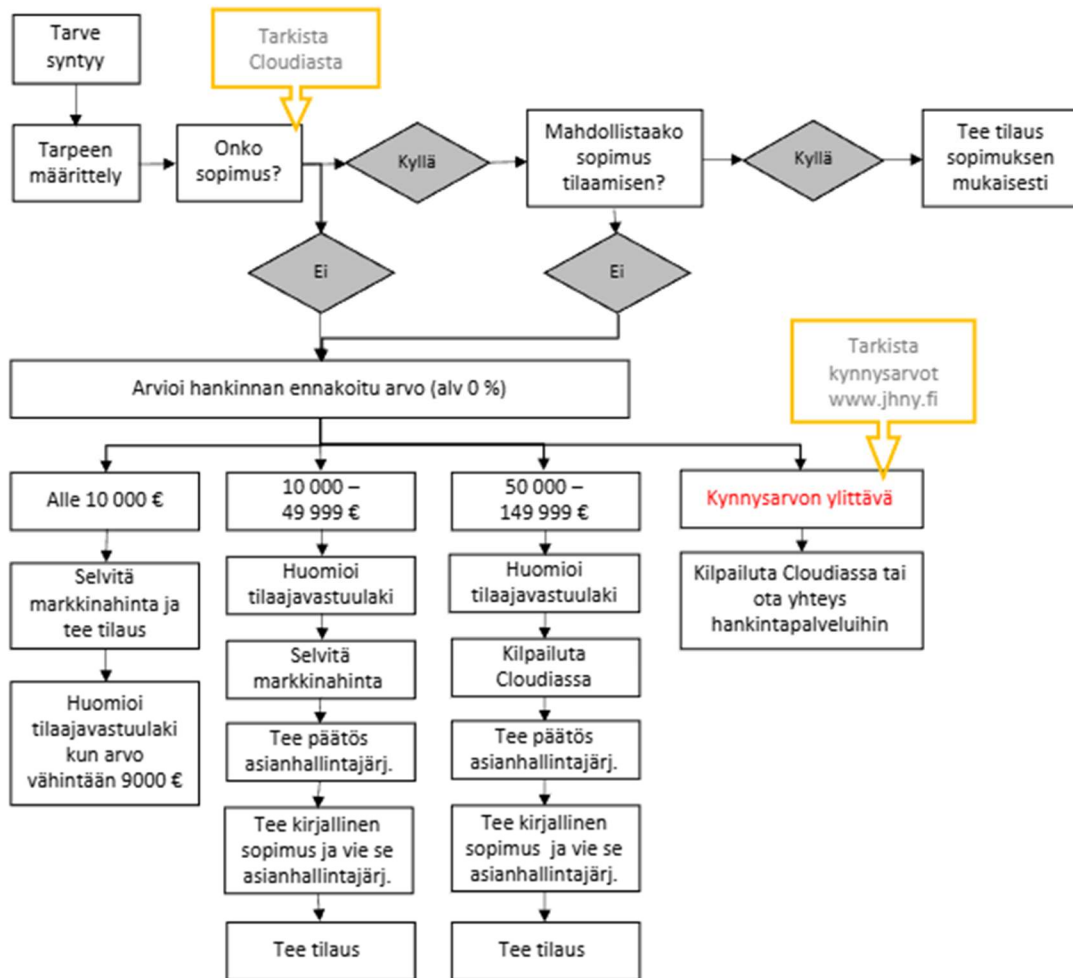 Tarve
syntyy
Tarkista
Cloudiasta
Tarpeen
määrittely
Onko
sopimus?
Kyllä
Mahdollistaako
sopimus
tilaamisen?
Kyllä
Tee tilaus
sopimuksen
mukaisesti
Ei
Ei
Arvioi hankinnan ennakoitu arvo (alv 0 %)
Tarkista
kynnysarvot
www.jhny.fi
Alle 10 000 €
Selvitä
markkinahinta ja
tee tilaus
Huomioi
tilaajavastuulaki
kun arvo
vähintään 9000 €
10 000 –
49 999 €
Huomioi
tilaajavastuulaki
Selvitä
markkinahinta
Tee päätös
asianhallintajärj.
Tee kirjallinen
sopimus ja vie se
asianhallintajärj.
Tee tilaus
50 000 –
149 999 €
Huomioi
tilaajavastuulaki
Kilpailuta
Cloudiassa
Tee päätös
asianhallintajärj.
Tee kirjallinen
sopimus ja vie se
asianhallintajärj.
Tee tilaus
Kynnysarvon ylittävä
Kilpailuta Cloudiassa tai
ota yhteys
hankintapalveluihin